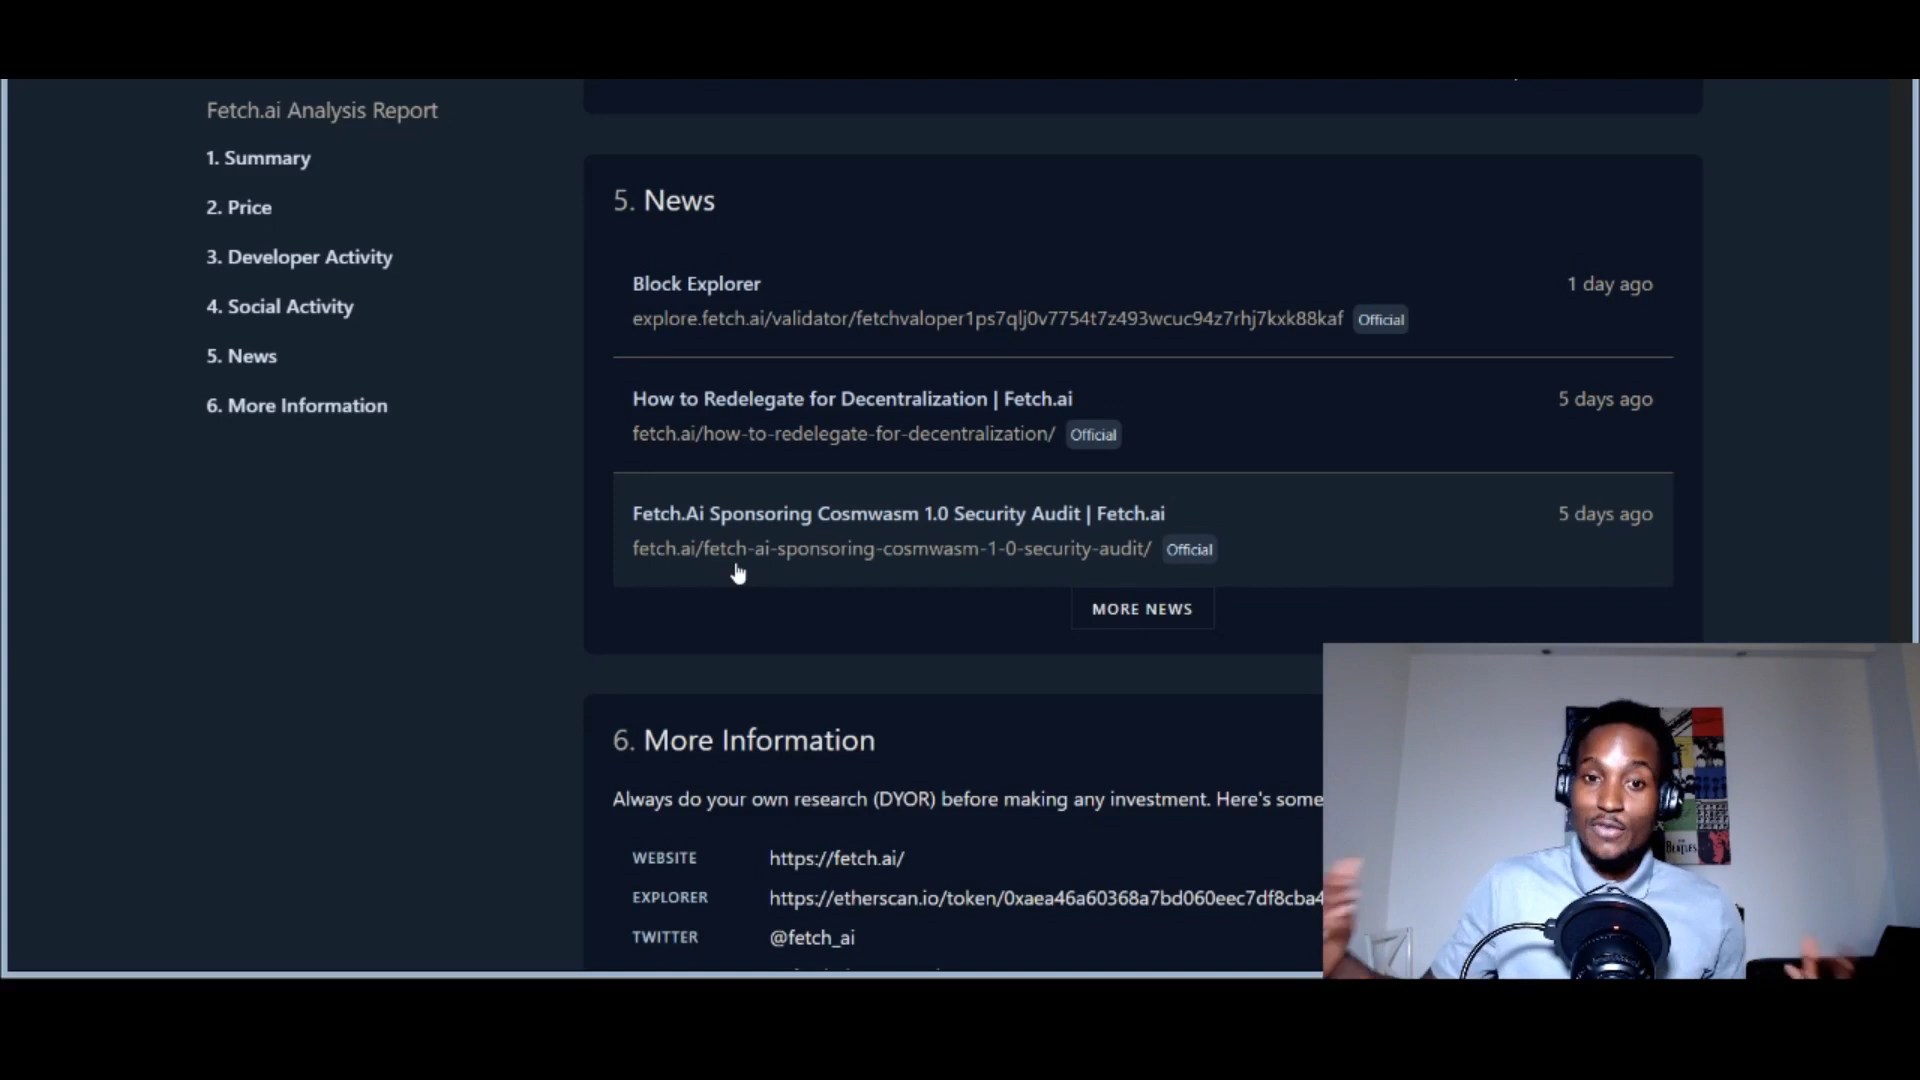 Fetch.ai Analysis Report
1. Summary
2. Price
3. Developer Activity
4. Social Activity
5. News
6. More Information
5. News
Block Explorer
1 day ago
explore.fetch.ai/validator/fetchvaloper1ps7qlj0v7754t7z493wcuc94z7rhj7kxk88kaf Official
How to Redelegate for Decentralization | Fetch.ai
5 days ago
fetch.ai/how-to-redelegate-for-decentralization/ Official
Fetch.Ai Sponsoring Cosmwasm 1.0 Security Audit | Fetch.ai
5 days ago
fetch.ai/fetch-ai-sponsoring-cosmwasm-1-0-security-audit/ Official
MORE NEWS
6. More Information
Always do your own research (DYOR) before making any investment. Here's some
WEBSITE https://fetch.ai/
EXPLORER https://etherscan.io/token/0xaea46a60368a7bd060eec7df8cba4
TWITTER @fetch_ai
BEATLES